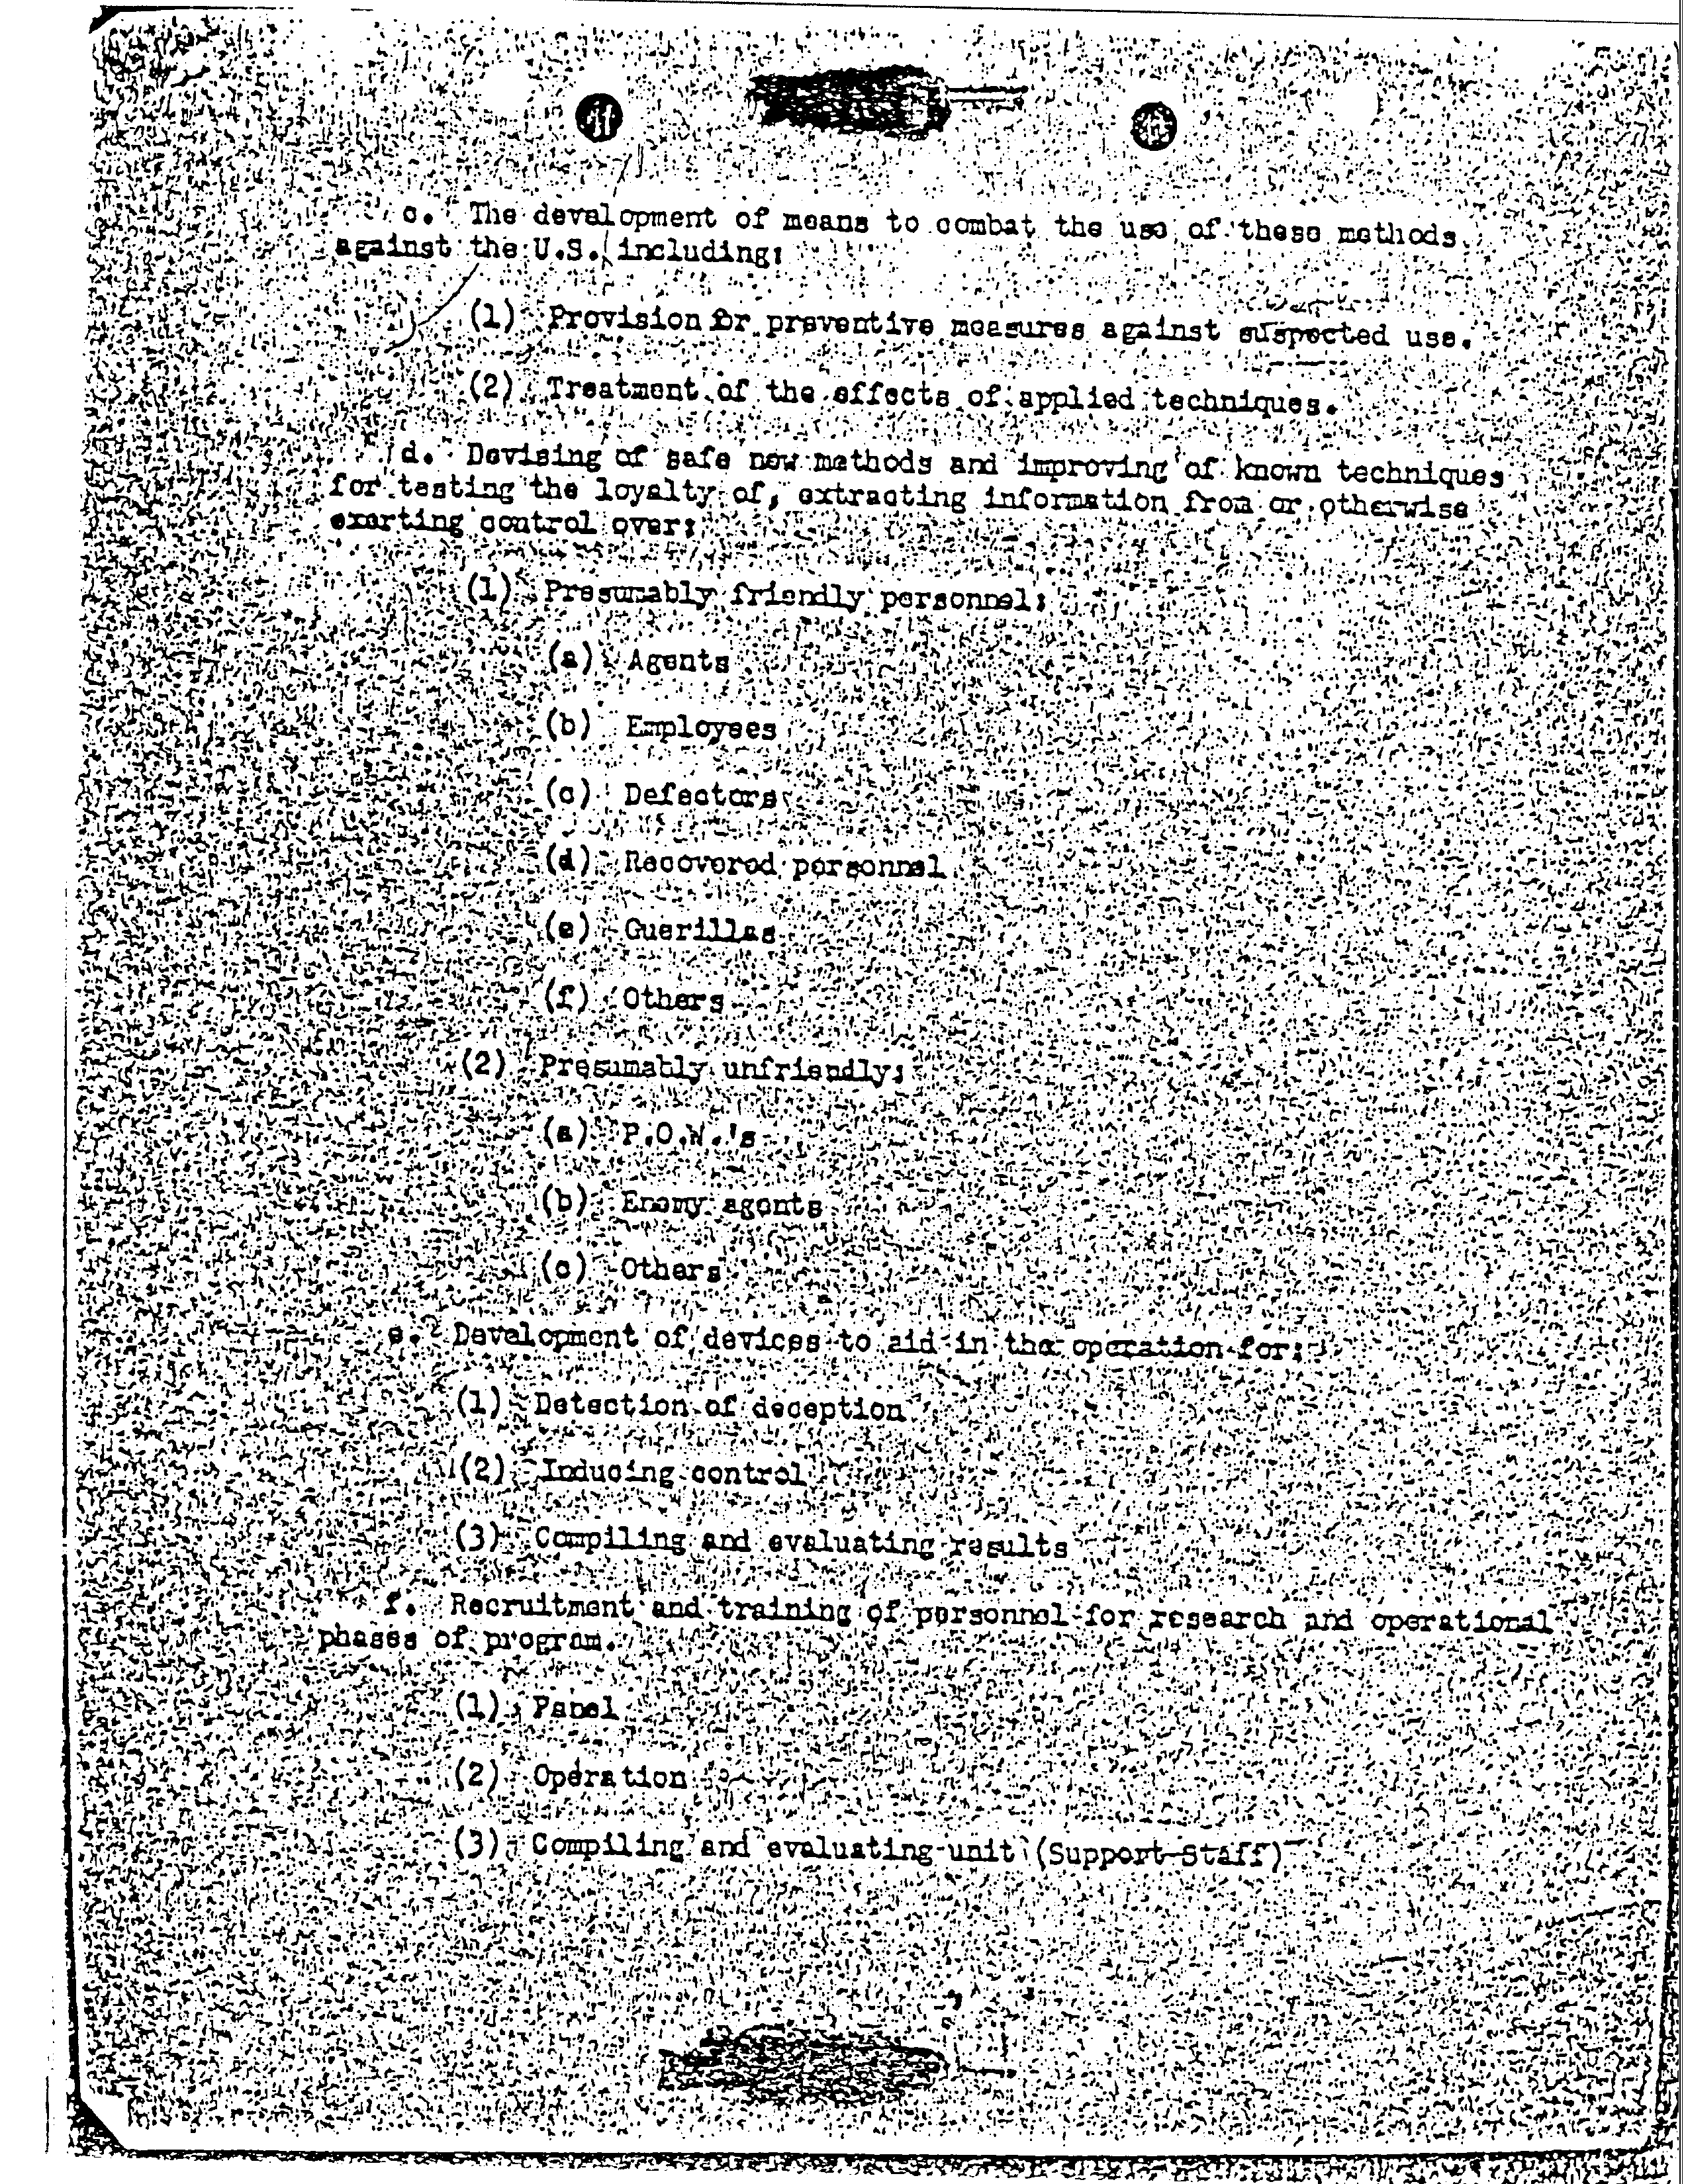 c. The development of means to combat the use of these methods
against the U.S. including:
(1) Provision for preventive measures against suspected use.
(2) Treatment of the effects of applied techniques.
d. Devising of safe new methods and improving of known techniques
for testing the loyalty of, extracting information from or otherwise
exerting control over:
(1) Presumably friendly personnel:
(a) Agents
(b) Employees
(c) Defectors
(d) Recovered personnel
(e) Guerillas
(f) Others
(2) Presumably unfriendly:
(a) P.O.W.'s
(b) Enemy agents
(c) Others
e. Development of devices to aid in the operation for:
(1) Detection of deception
(2) Inducing control
(3) Compiling and evaluating results
f. Recruitment and training of personnel for research and operational
phases of program.
(1) Panel
(2) Operation
(3) Compiling and evaluating unit (Support Staff)